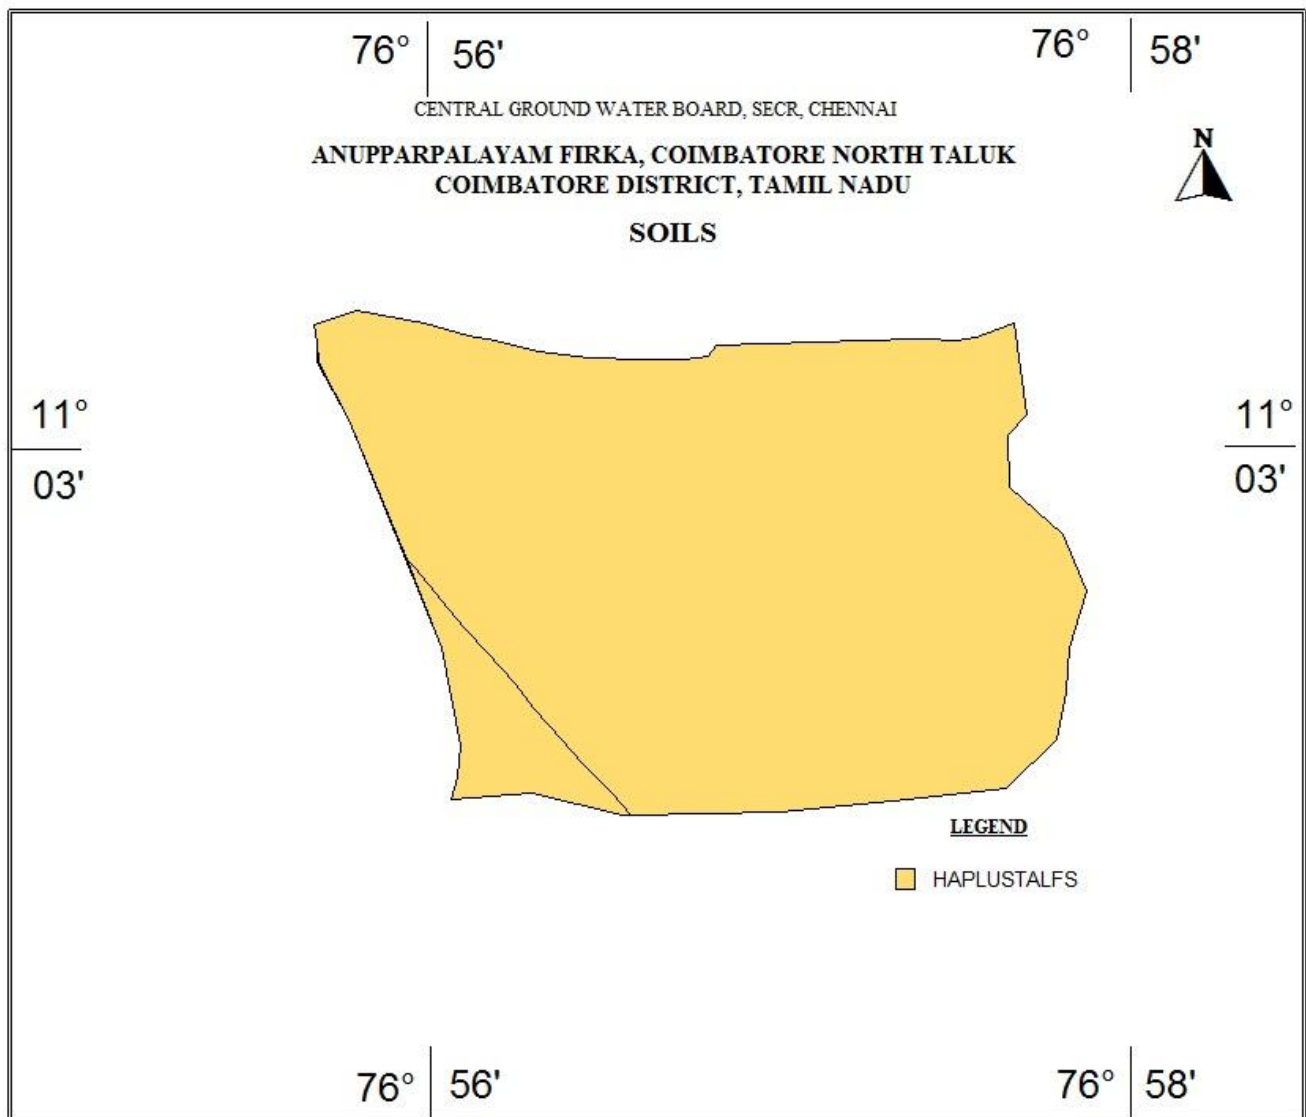 76° 56' 76° 58'
CENTRAL GROUND WATER BOARD, SECR, CHENNAI
ANUPPARPALAYAM FIRKA, COIMBATORE NORTH TALUK
COIMBATORE DISTRICT, TAMIL NADU
N
SOILS
11° 11°
03' 03'
LEGEND
HAPLUSTALFS
76° 56' 76° 58'